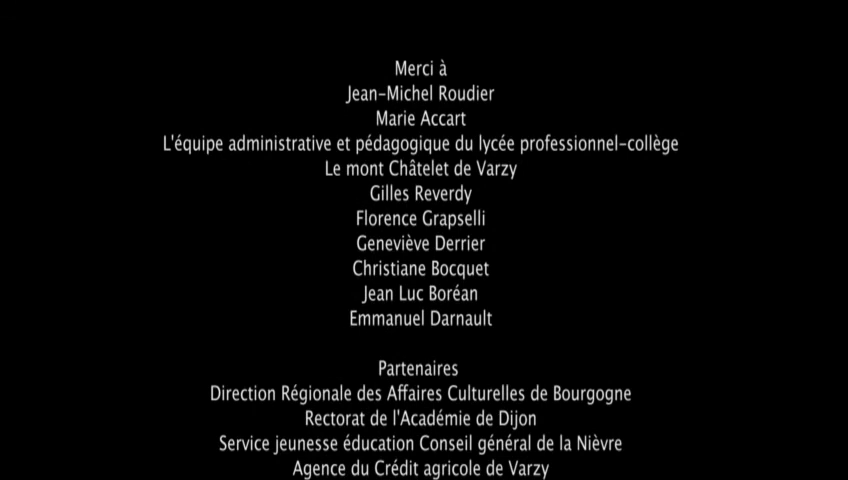 Merci à
Jean-Michel Roudier
Marie Accart
L'équipe administrative et pédagogique du lycée professionnel-collège
Le mont Châtelet de Varzy
Gilles Reverdy
Florence Grapselli
Geneviève Derrier
Christiane Bocquet
Jean Luc Boréan
Emmanuel Darnault
Partenaires
Direction Régionale des Affaires Culturelles de Bourgogne
Rectorat de l'Académie de Dijon
Service jeunesse éducation Conseil général de la Nièvre
Agence du Crédit agricole de Varzy